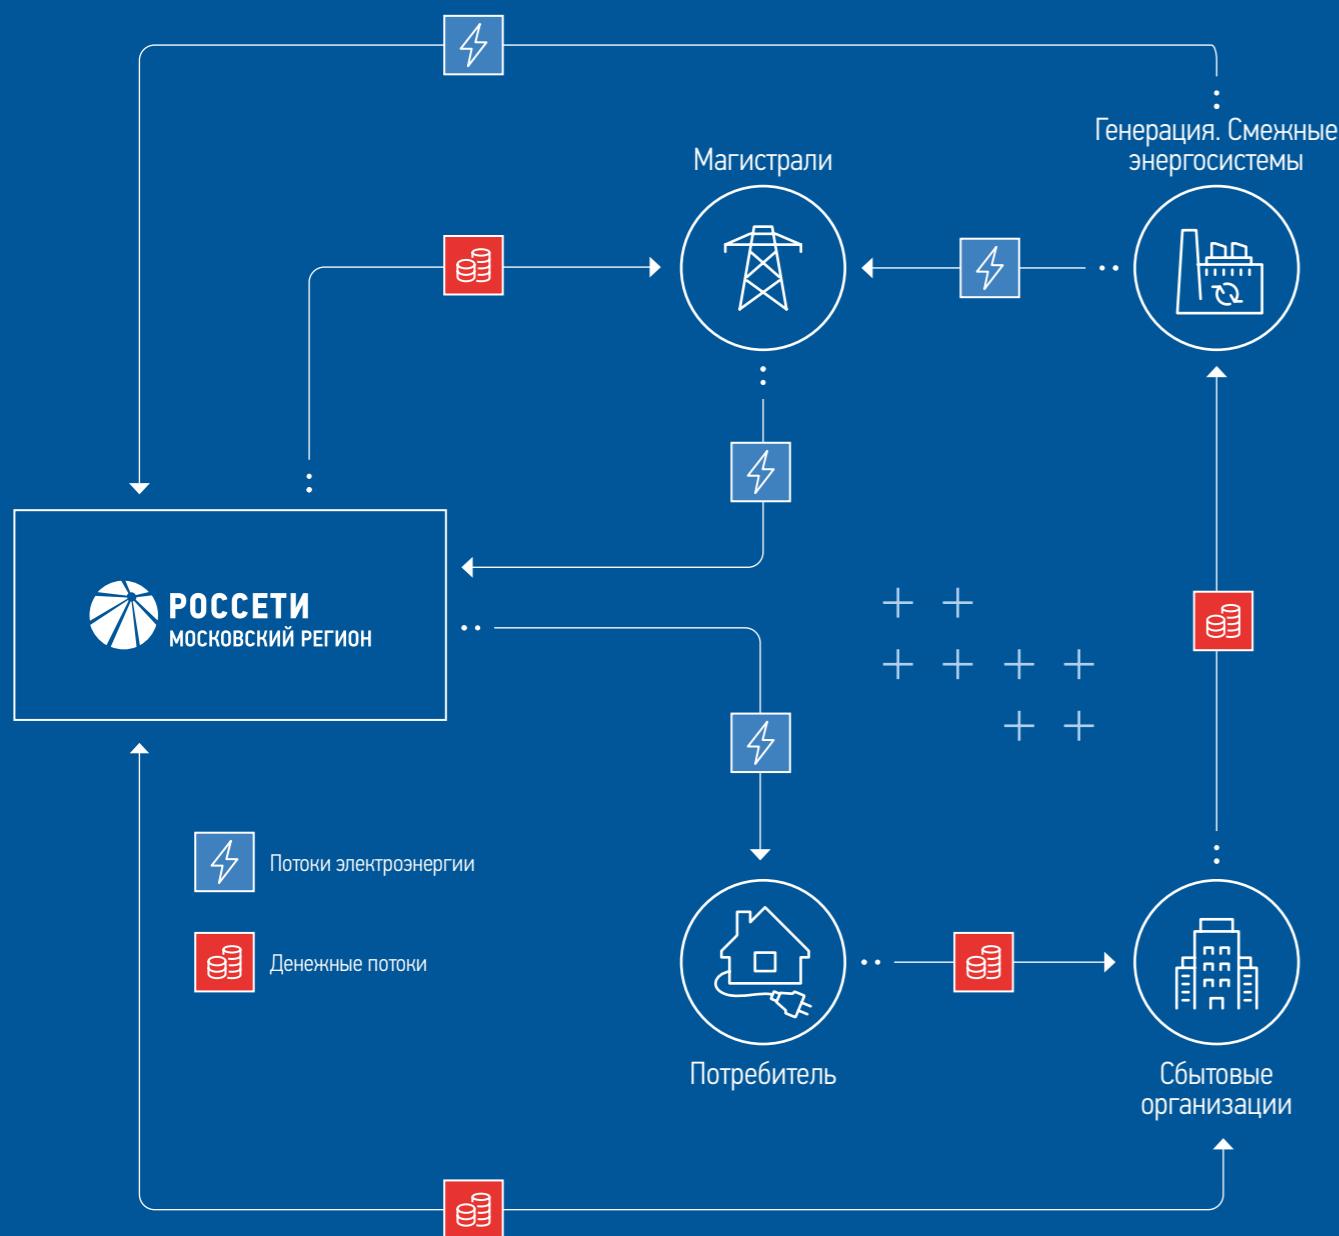 Генерация. Смежные
энергосистемы
Магистрали
РОССЕТИ
МОСКОВСКИЙ РЕГИОН
Потоки электроэнергии
Денежные потоки
Потребитель
Сбытовые
организации